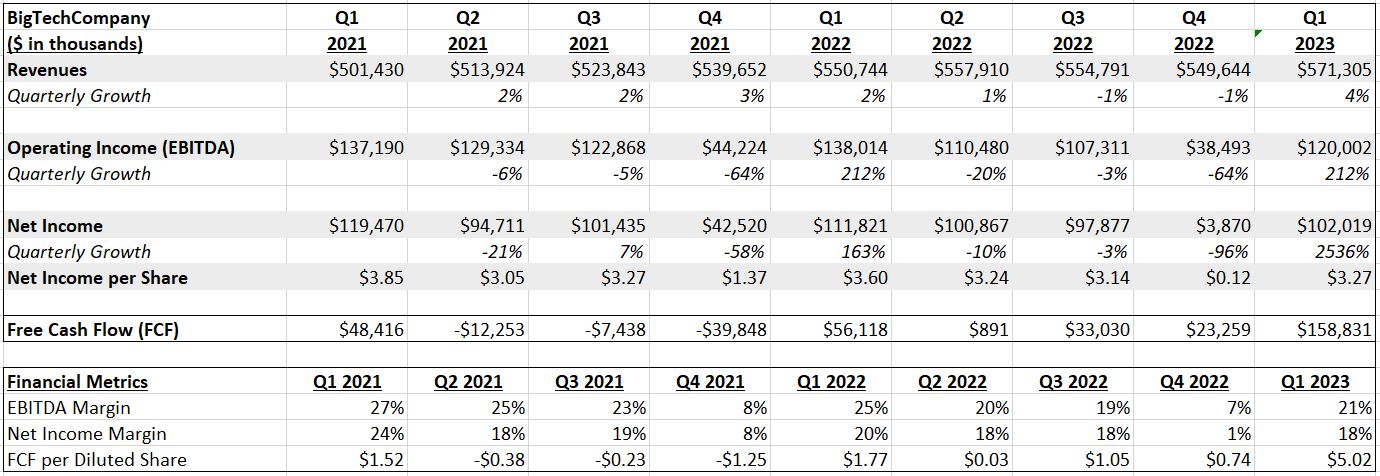 BigTechCompany Q1 Q2 Q3 Q4 Q1 Q2 Q3 Q4 Q1
($ in thousands) 2021 2021 2021 2021 2022 2022 2022 2022 2023
Revenues $501,430 $513,924 $523,843 $539,652 $550,744 $557,910 $554,791 $549,644 $571,305
Quarterly Growth 2% 2% 3% 2% 1% -1% -1% 4%
Operating Income (EBITDA) $137,190 $129,334 $122,868 $44,224 $138,014 $110,480 $107,311 $38,493 $120,002
Quarterly Growth -6% -5% -64% 212% -20% -3% -64% 212%
Net Income $119,470 $94,711 $101,435 $42,520 $111,821 $100,867 $97,877 $3,870 $102,019
Quarterly Growth -21% 7% -58% 163% -10% -3% -96% 2536%
Net Income per Share $3.85 $3.05 $3.27 $1.37 $3.60 $3.24 $3.14 $0.12 $3.27
Free Cash Flow (FCF) $48,416 -$12,253 -$7,438 -$39,848 $56,118 $891 $33,030 $23,259 $158,831
Financial Metrics Q1 2021 Q2 2021 Q3 2021 Q4 2021 Q1 2022 Q2 2022 Q3 2022 Q4 2022 Q1 2023
EBITDA Margin 27% 25% 23% 8% 25% 20% 19% 7% 21%
Net Income Margin 24% 18% 19% 8% 20% 18% 18% 1% 18%
FCF per Diluted Share $1.52 -$0.38 -$0.23 -$1.25 $1.77 $0.03 $1.05 $0.74 $5.02